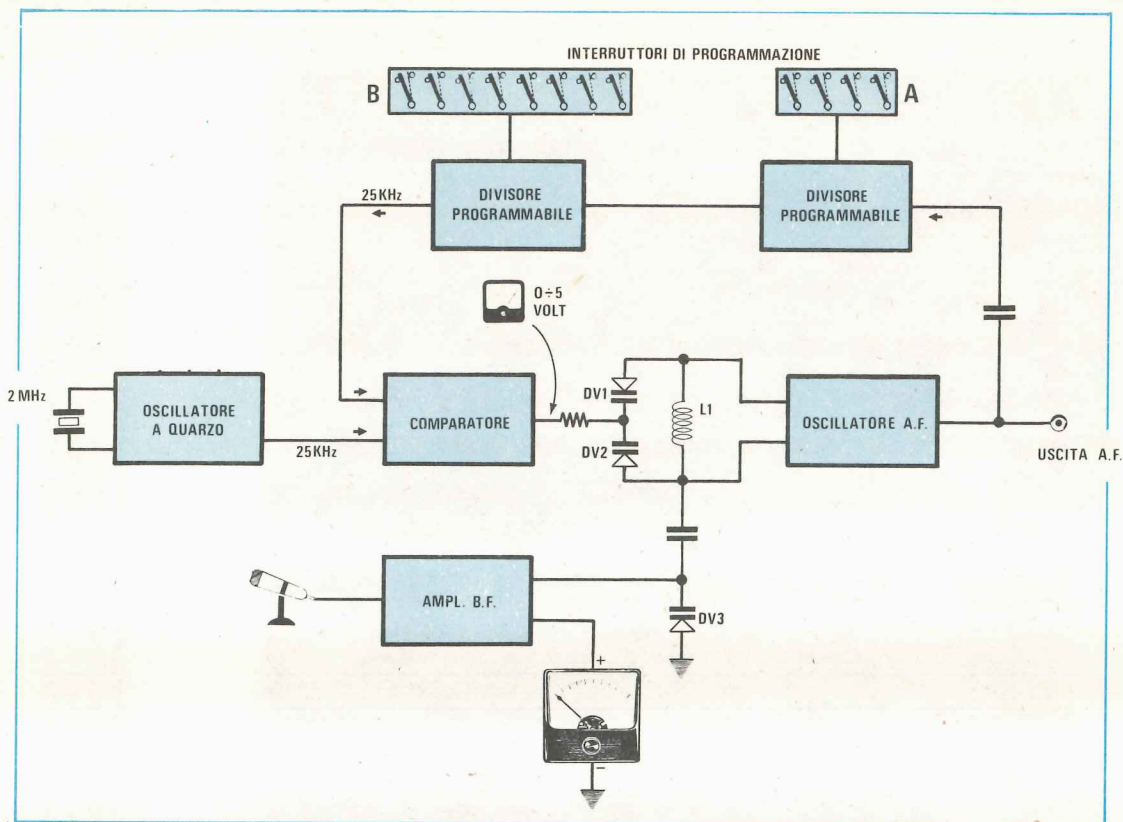 INTERRUTTORI DI PROGRAMMAZIONE
B
A
25KHz
DIVISORE
PROGRAMMABILE
DIVISORE
PROGRAMMABILE
0÷5
VOLT
2 MHz
OSCILLATORE
A QUARZO
25KHz
COMPARATORE
DV1
DV2
L1
OSCILLATORE A.F.
USCITA A.F.
AMPL. B.F.
DV3
+
−